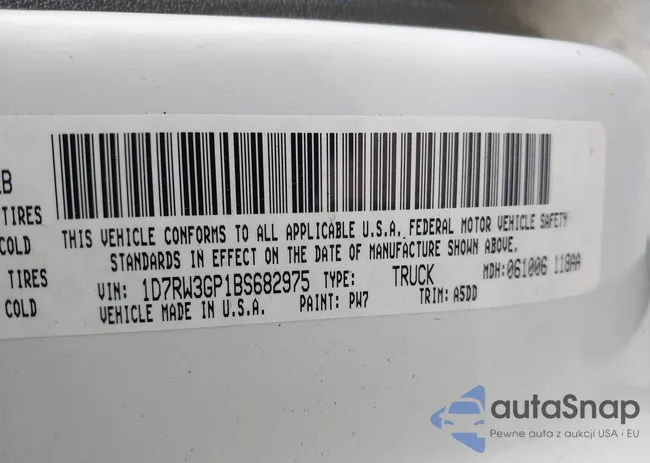 LB
TIRES
COLD
TIRES
COLD
THIS VEHICLE CONFORMS TO ALL APPLICABLE U.S.A. FEDERAL MOTOR VEHICLE SAFETY
STANDARDS IN EFFECT ON THE DATE OF MANUFACTURE SHOWN ABOVE.
VIN: 1D7RW3GP1BS682975 TYPE: TRUCK MDH:061006 118AA
VEHICLE MADE IN U.S.A. PAINT: PW7 TRIM: A5DD
autaSnap
Pewne auta z aukcji USA i EU